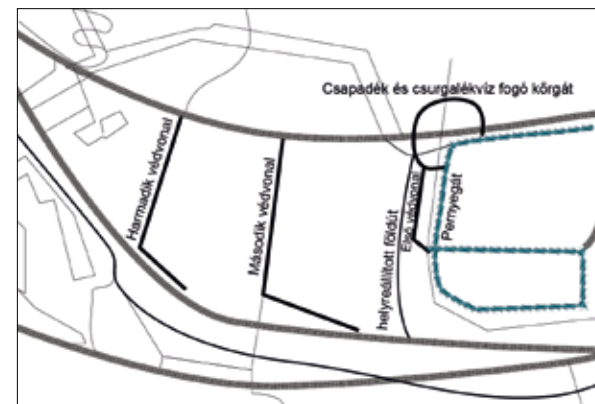 Csapadék és csurgalékvíz fogó körgát
Harmadik védvonal
Második védvonal
helyreállított földút
Első védvonal
Pernyegát